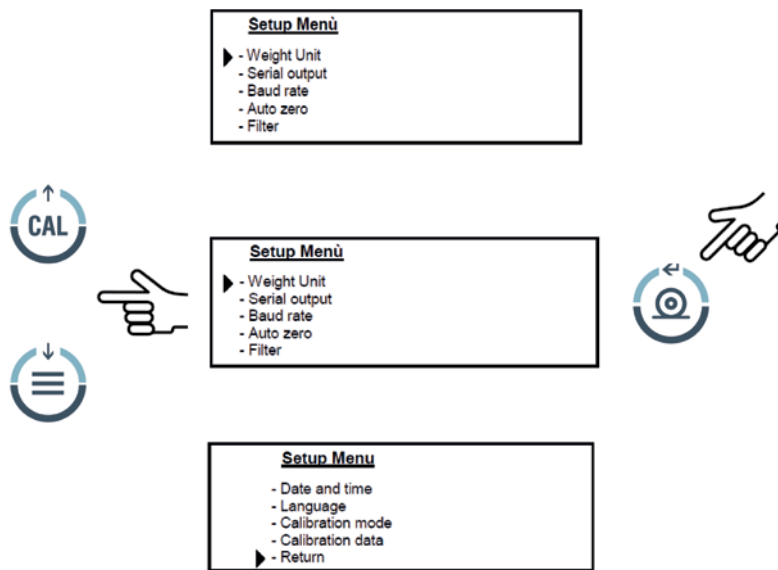 Setup Menù
- Weight Unit
- Serial output
- Baud rate
- Auto zero
- Filter
CAL
Setup Menù
- Weight Unit
- Serial output
- Baud rate
- Auto zero
- Filter
Setup Menu
- Date and time
- Language
- Calibration mode
- Calibration data
- Return